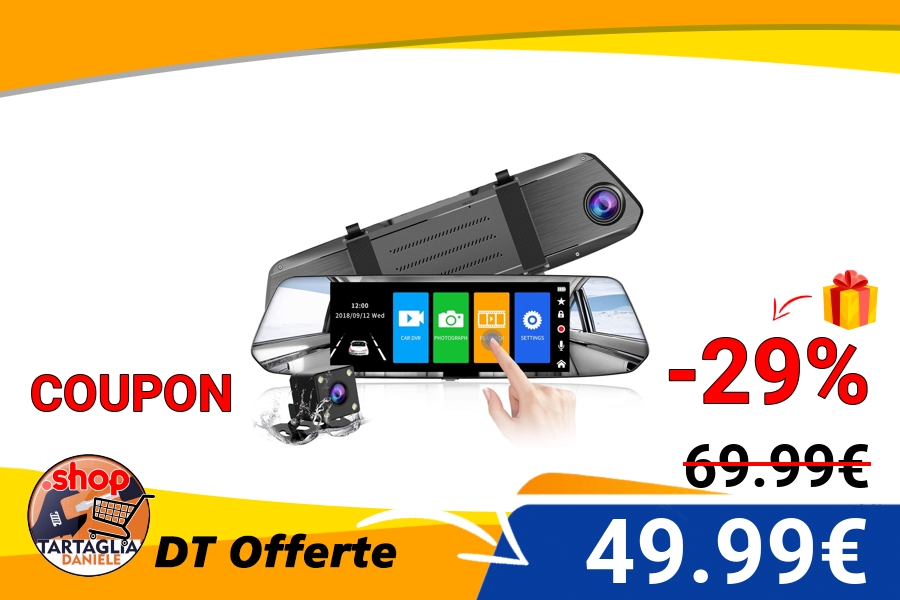 12:00
2018/09/12 Wed
CAR DVR
PHOTOGRAPH
SETTINGS
-29%
COUPON
69.99€
.shop
TARTAGLIA
DANIELE
DT Offerte
49.99€